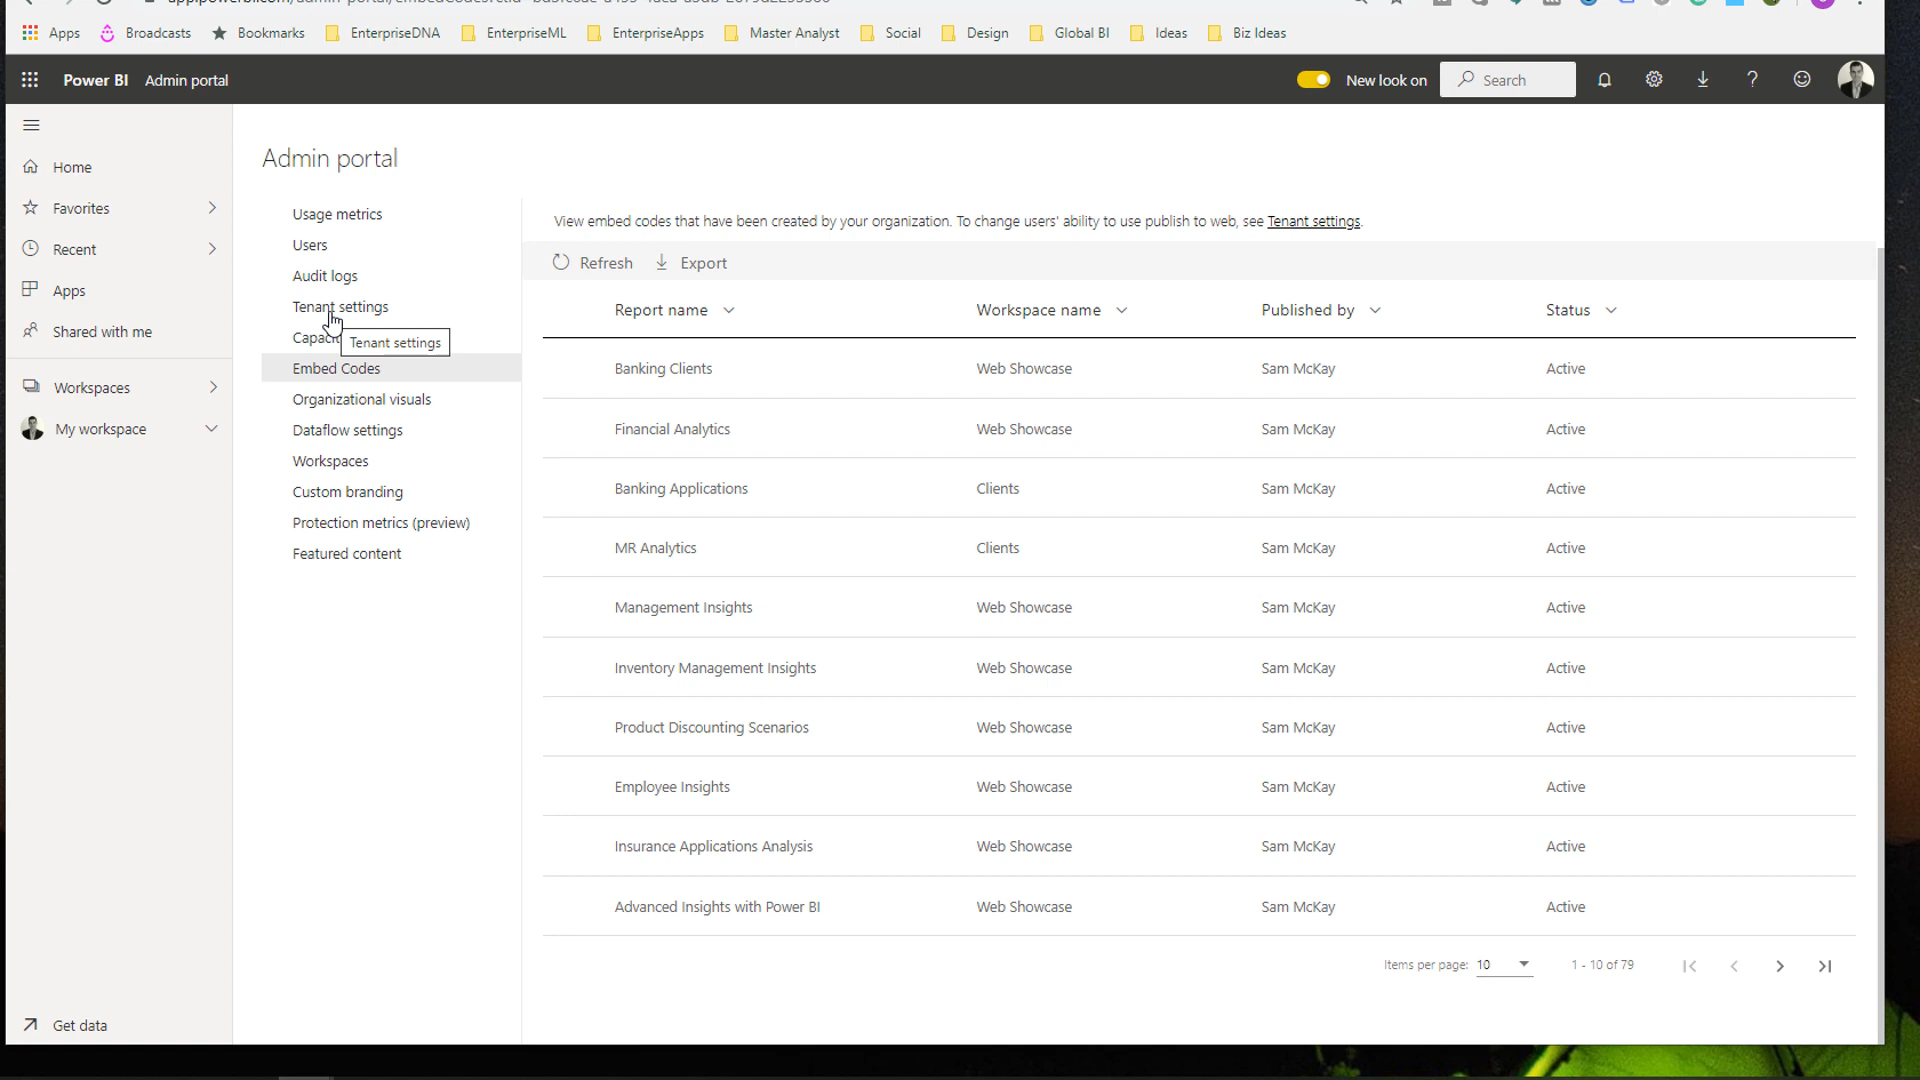 Apps
Broadcasts
Bookmarks
EnterpriseDNA
EnterpriseML
EnterpriseApps
Master Analyst
Social
Design
Global BI
Ideas
Biz Ideas
Power BI
Admin portal
New look on
Search
Home
Favorites
Recent
Apps
Shared with me
Workspaces
My workspace
Get data
Admin portal
Usage metrics
Users
Audit logs
Tenant settings
Tenant settings
Embed Codes
Organizational visuals
Dataflow settings
Workspaces
Custom branding
Protection metrics (preview)
Featured content
View embed codes that have been created by your organization. To change users' ability to use publish to web, see Tenant settings.
Refresh
Export
Report name Workspace name Published by Status
Banking Clients Web Showcase Sam McKay Active
Financial Analytics Web Showcase Sam McKay Active
Banking Applications Clients Sam McKay Active
MR Analytics Clients Sam McKay Active
Management Insights Web Showcase Sam McKay Active
Inventory Management Insights Web Showcase Sam McKay Active
Product Discounting Scenarios Web Showcase Sam McKay Active
Employee Insights Web Showcase Sam McKay Active
Insurance Applications Analysis Web Showcase Sam McKay Active
Advanced Insights with Power BI Web Showcase Sam McKay Active
Items per page: 10 1 - 10 of 79